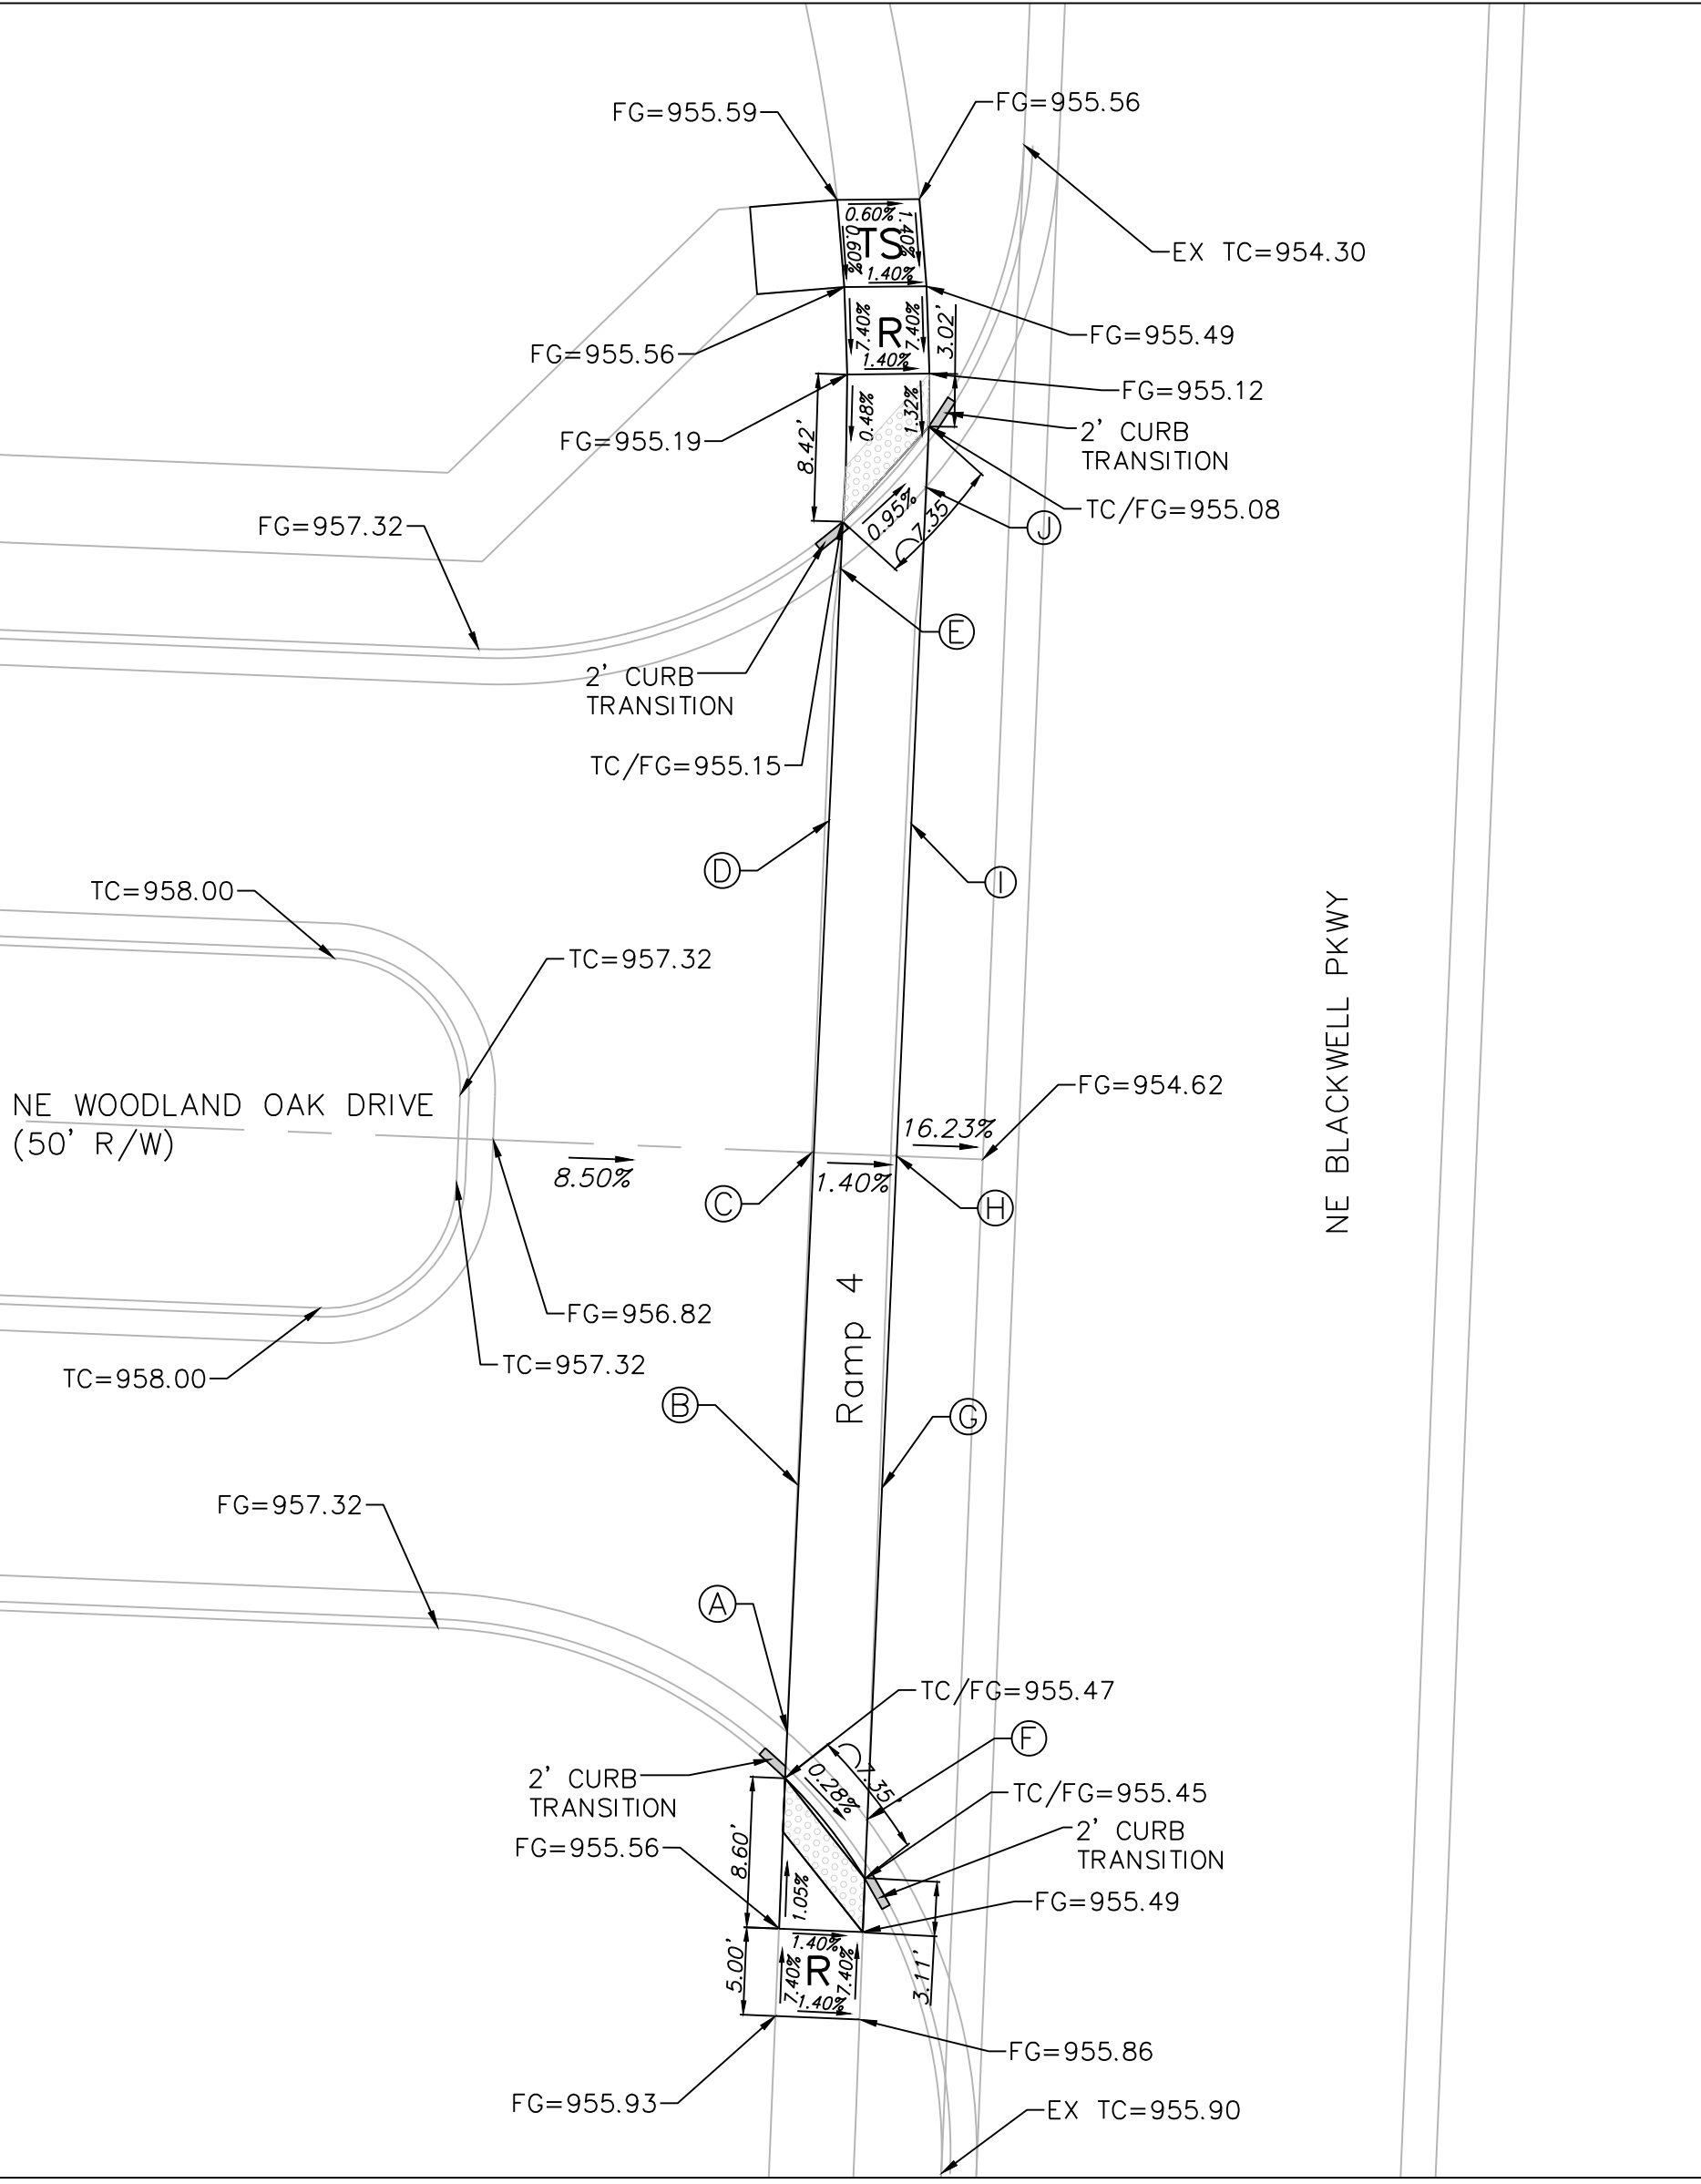 FG=955.59
FG=955.56
0.60%
1.40%
0.60%
TS
1.40%
EX TC=954.30
FG=955.49
7.40%
R
7.40%
3.02'
FG=955.56
1.40%
FG=955.12
0.48%
1.32%
2' CURB
TRANSITION
FG=955.19
8.42'
TC/FG=955.08
0.95%
7.35
J
FG=957.32
E
2' CURB
TRANSITION
TC/FG=955.15
D
I
TC=958.00
TC=957.32
NE BLACKWELL PKWY
FG=954.62
NE WOODLAND OAK DRIVE
(50' R/W)
16.23%
8.50%
1.40%
C
H
FG=956.82
TC=957.32
TC=958.00
Ramp 4
B
G
FG=957.32
A
TC/FG=955.47
F
0.28%
7.35
2' CURB
TRANSITION
TC/FG=955.45
2' CURB
TRANSITION
FG=955.56
8.60'
1.05%
FG=955.49
1.40%
5.00'
7.40%
R
7.40%
3.11'
1.40%
FG=955.86
FG=955.93
EX TC=955.90